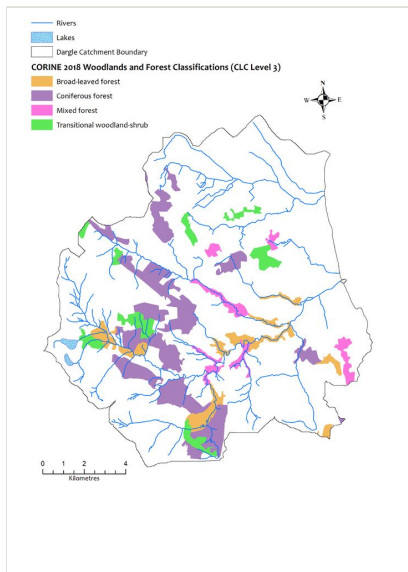 Rivers
Lakes
Dargle Catchment Boundary
CORINE 2018 Woodlands and Forest Classifications (CLC Level 3)
Broad-leaved forest
Coniferous forest
Mixed forest
Transitional woodland-shrub
N
W E
S
0 1 2 4
Kilometres